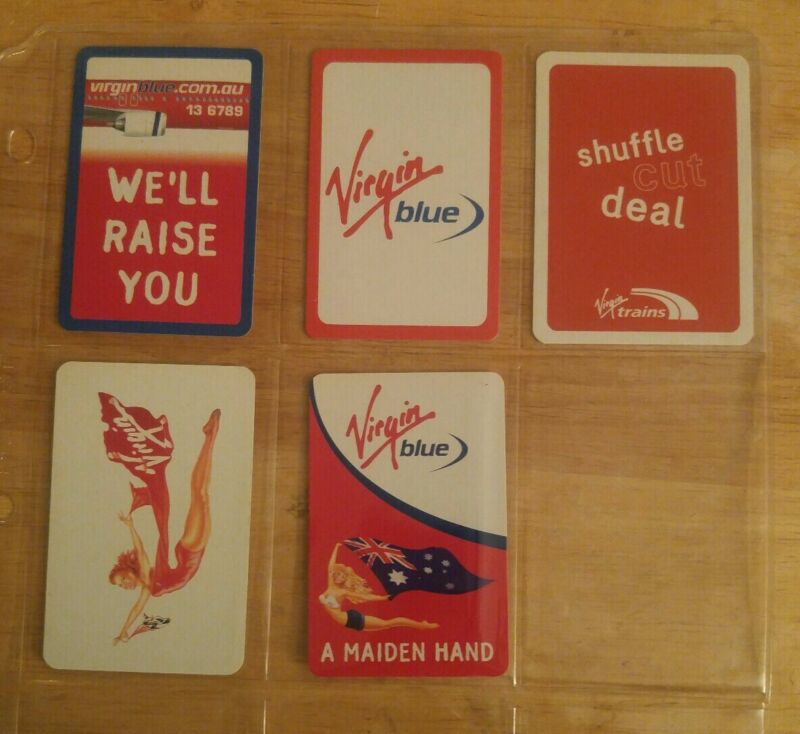 virginblue.com.au
13 6789
WE'LL
RAISE
YOU
Virgin
blue
shuffle
cut
deal
Virgin
trains
Virgin
Virgin
blue
A MAIDEN HAND